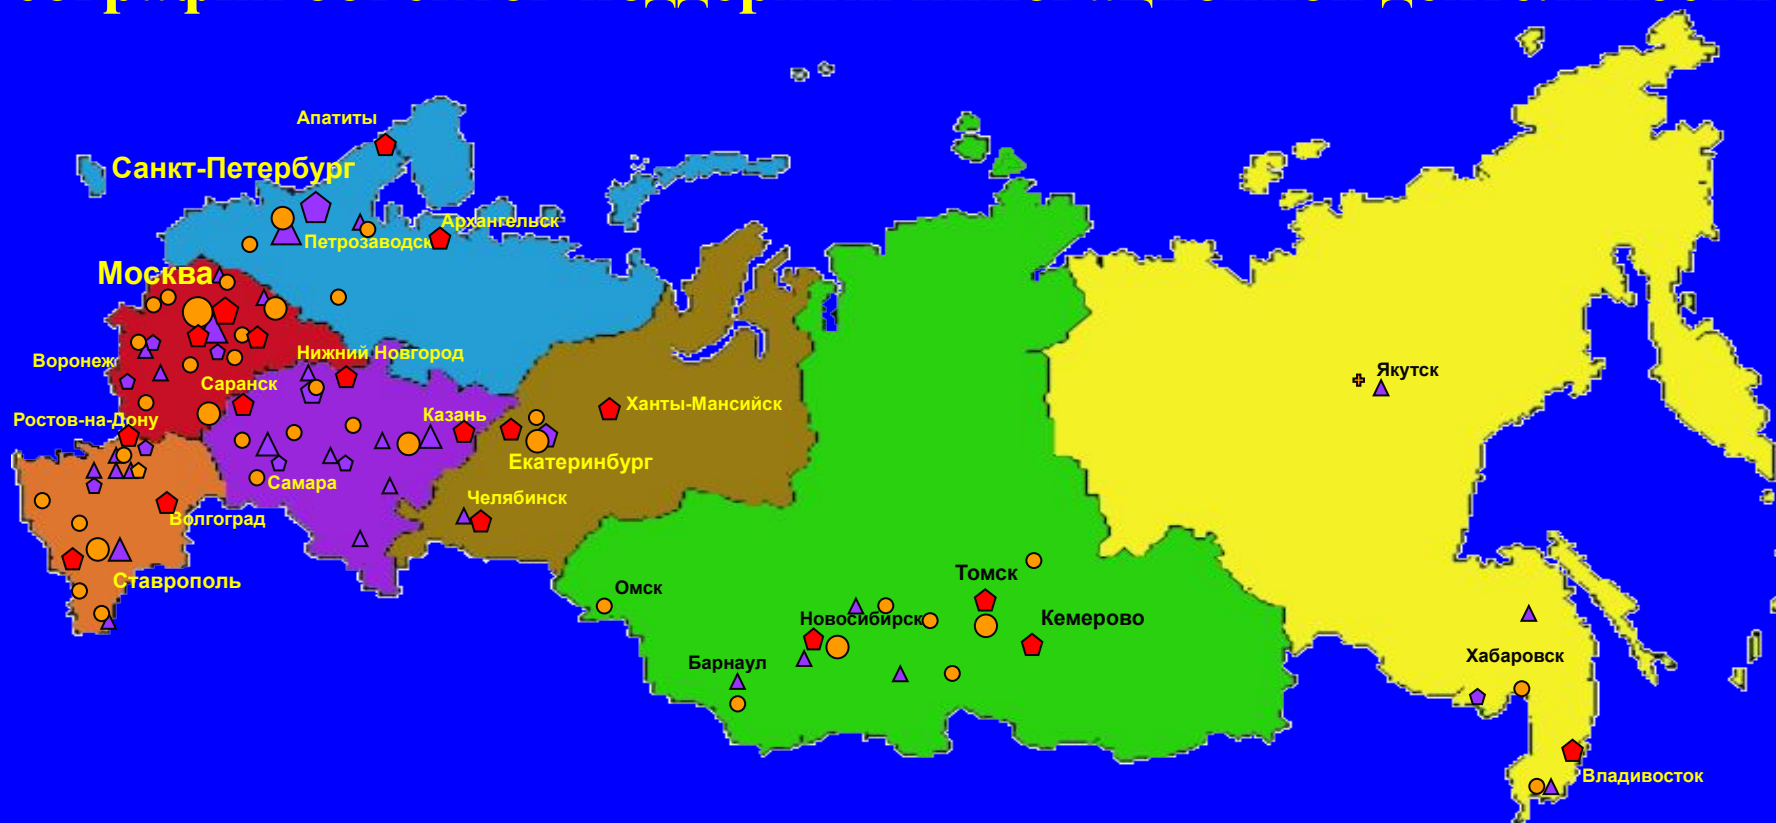 Апатиты
Санкт-Петербург
Архангельск
Петрозаводск
Москва
Нижний Новгород
Воронеж
Якутск
Саранск
Ханты-Мансийск
Казань
Ростов-на-Дону
Екатеринбург
Самара
Челябинск
Волгоград
Томск
Ставрополь
Омск
Новосибирск
Кемерово
Хабаровск
Барнаул
Владивосток